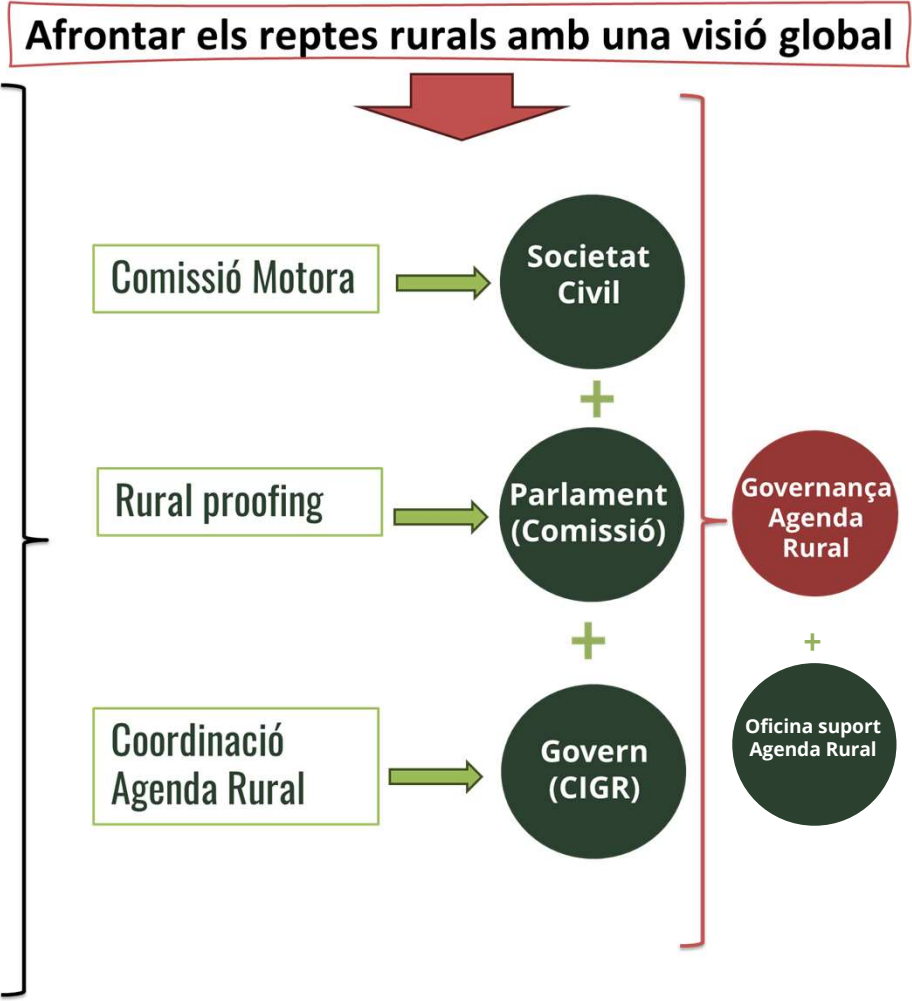 Afrontar els reptes rurals amb una visió global
Comissió Motora
Societat
Civil
+
Rural proofing
Parlament
(Comissió)
Governança
Agenda
Rural
+
+
Coordinació
Agenda Rural
Govern
(CIGR)
Oficina suport
Agenda Rural